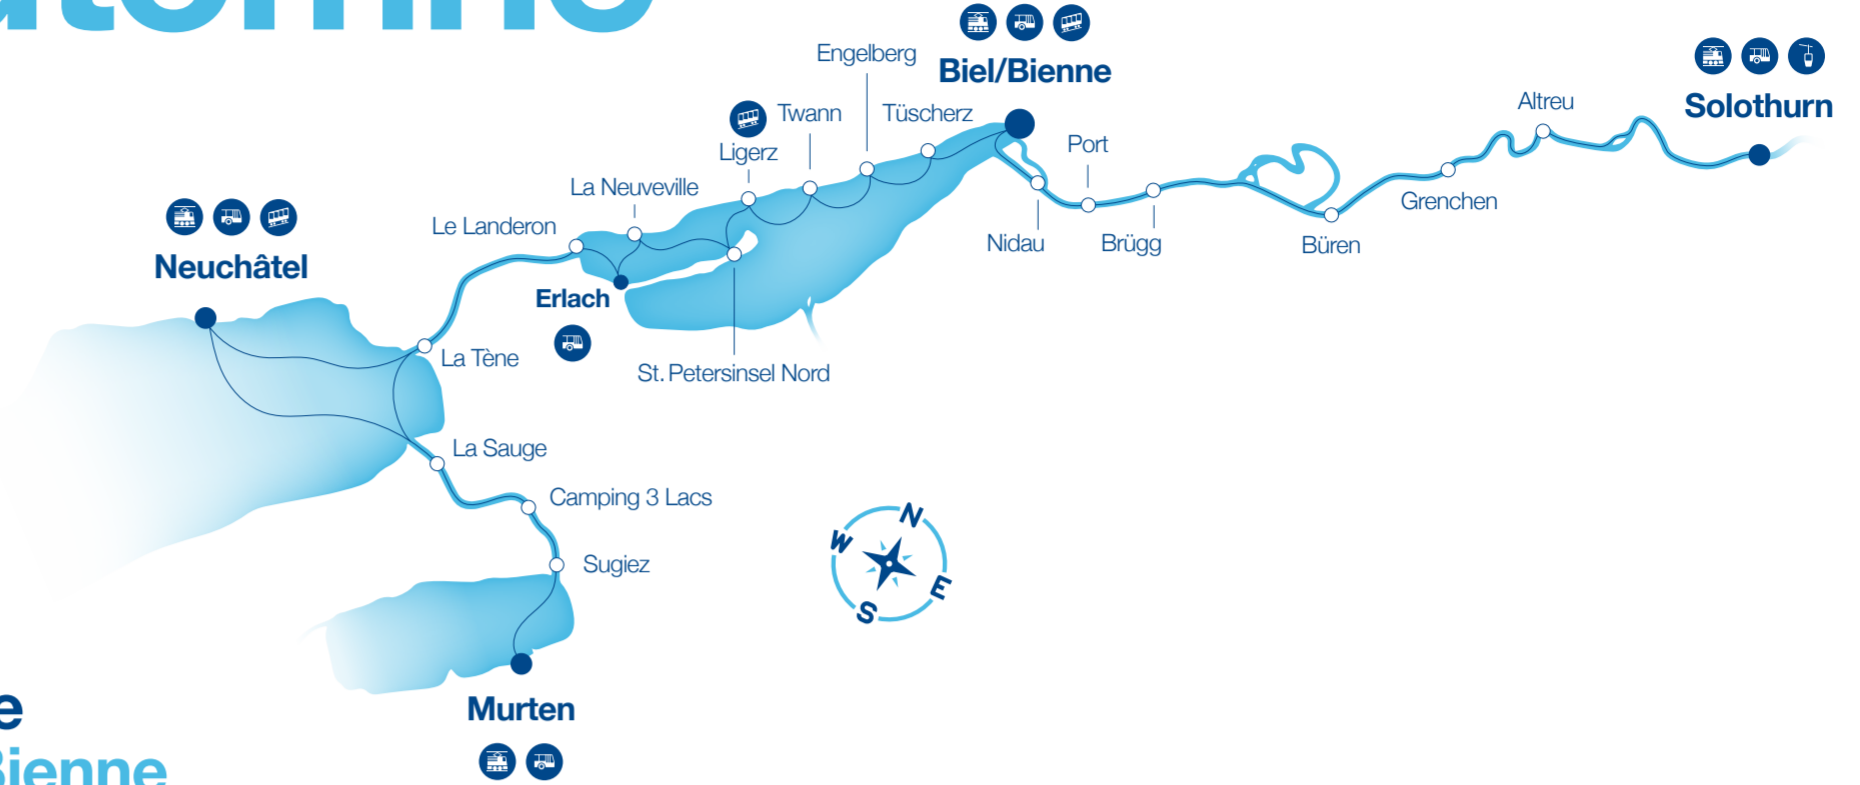 Engelberg
Biel/Bienne
Solothurn
Twann
Tüscherz
Altreu
Ligerz
Port
La Neuveville
Grenchen
Le Landeron
Nidau
Brügg
Büren
Neuchâtel
Erlach
La Tène
St. Petersinsel Nord
La Sauge
Camping 3 Lacs
Sugiez
N
W
E
S
Murten
Bienne